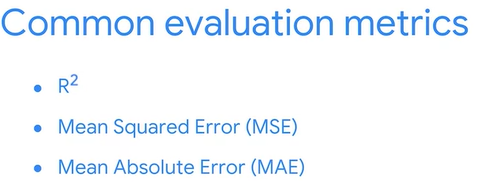 Common evaluation metrics
• R²
• Mean Squared Error (MSE)
• Mean Absolute Error (MAE)